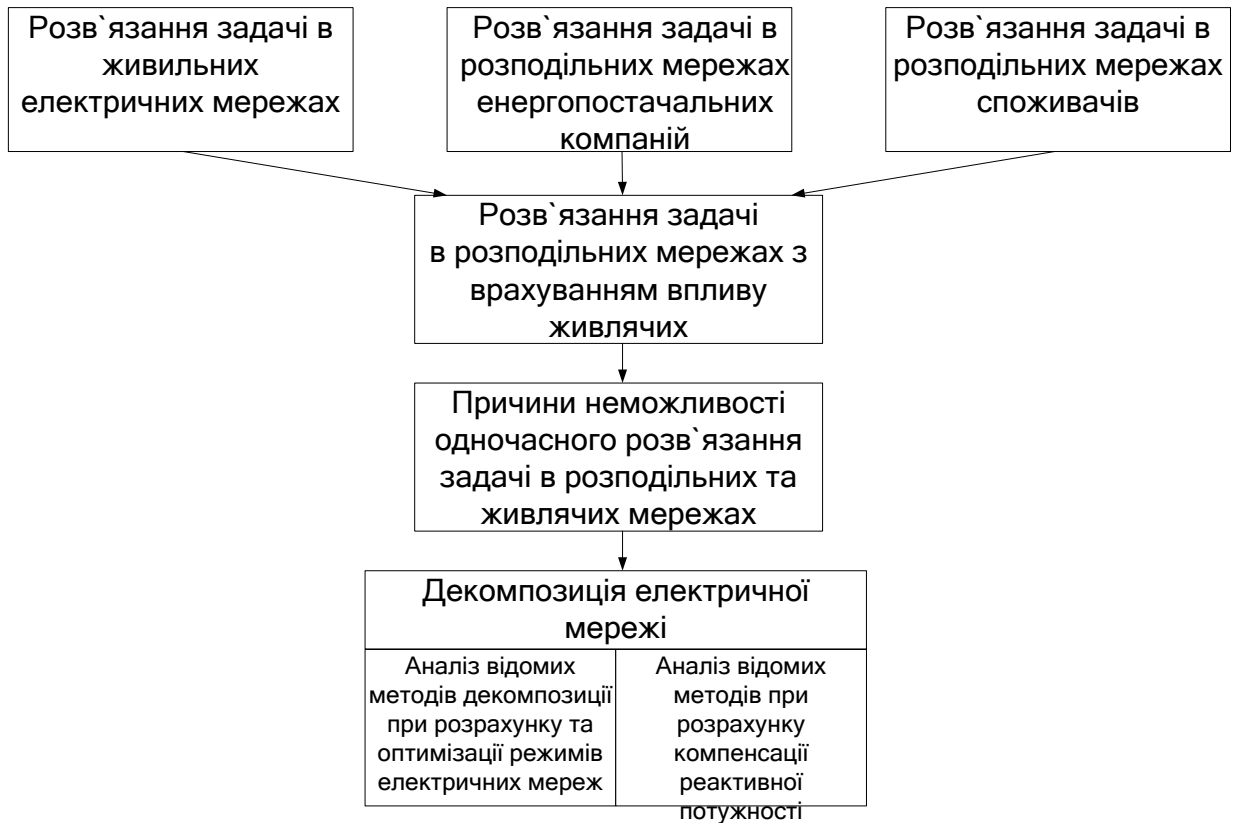 Розв`язання задачі в
живильних
електричних мережах
Розв`язання задачі в
розподільних мережах
енергопостачальних
компаній
Розв`язання задачі в
розподільних мережах
споживачів
Розв`язання задачі
в розподільних мережах з
врахуванням впливу
живлячих
Причини неможливості
одночасного розв`язання
задачі в розподільних та
живлячих мережах
Декомпозиція електричної
мережі
Аналіз відомих
методів декомпозиції
при розрахунку та
оптимізації режимів
електричних мереж
Аналіз відомих
методів при
розрахунку
компенсації
реактивної
потужності